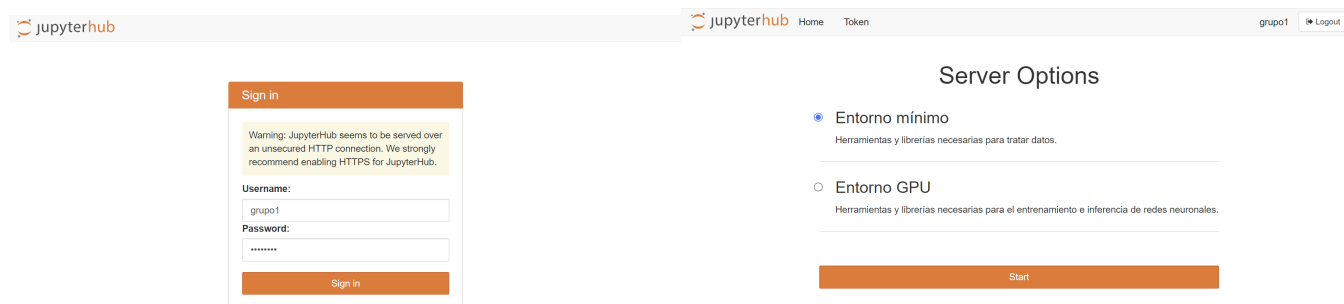 jupyterhub
Sign in
Warning: JupyterHub seems to be served over
an unsecured HTTP connection. We strongly
recommend enabling HTTPS for JupyterHub.
Username:
grupo1
Password:
••••••••
Sign in
jupyterhub Home Token grupo1 Logout
Server Options
Entorno mínimo
Herramientas y librerías necesarias para tratar datos.
Entorno GPU
Herramientas y librerías necesarias para el entrenamiento e inferencia de redes neuronales.
Start